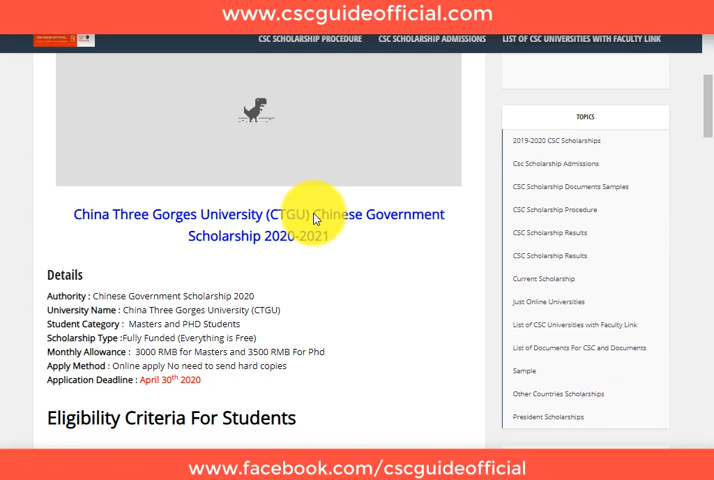 www.cscguideofficial.com
CSC SCHOLARSHIP PROCEDURE CSC SCHOLARSHIP ADMISSIONS LIST OF CSC UNIVERSITIES WITH FACULTY LINK
China Three Gorges University (CTGU) Chinese Government
Scholarship 2020-2021
Details
Authority : Chinese Government Scholarship 2020
University Name : China Three Gorges University (CTGU)
Student Category : Masters and PHD Students
Scholarship Type :Fully Funded (Everything is Free)
Monthly Allowance : 3000 RMB for Masters and 3500 RMB For Phd
Apply Method : Online apply No need to send hard copies
Application Deadline : April 30th 2020
Eligibility Criteria For Students
TOPICS
2019-2020 CSC Scholarships
Csc Scholarship Admissions
CSC Scholarship Documents Samples
CSC Scholarship Procedure
CSC Scholarship Results
CSC Scholarship Results
Current Scholarship
Just Online Universities
List of CSC Universities with Faculty Link
List of Documents For CSC and Documents
Sample
Other Countries Scholarships
President Scholarships
www.facebook.com/cscguideofficial